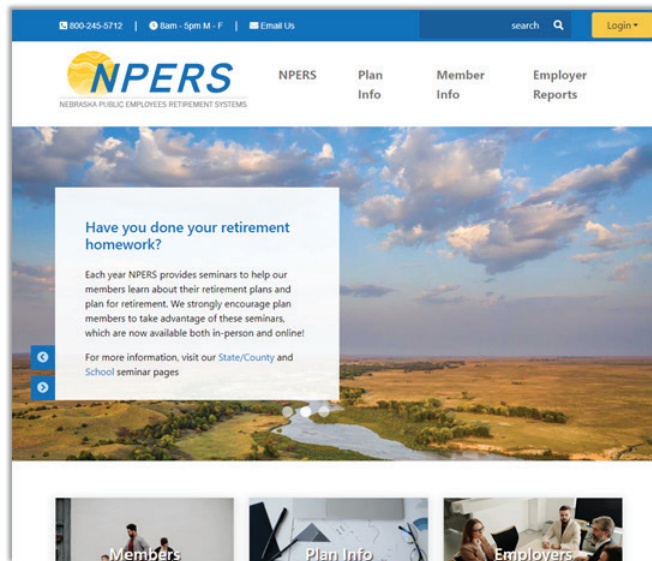 800-245-5712 | 8am - 5pm M - F | Email Us search Login
NPERS
NEBRASKA PUBLIC EMPLOYEES RETIREMENT SYSTEMS
NPERS
Plan
Info
Member
Info
Employer
Reports
Have you done your retirement
homework?
Each year NPERS provides seminars to help our
members learn about their retirement plans and
plan for retirement. We strongly encourage plan
members to take advantage of these seminars,
which are now available both in-person and online!
For more information, visit our State/County and
School seminar pages
Members
Plan Info
Employers